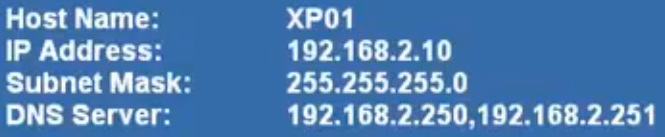 Host Name: XP01
IP Address: 192.168.2.10
Subnet Mask: 255.255.255.0
DNS Server: 192.168.2.250,192.168.2.251